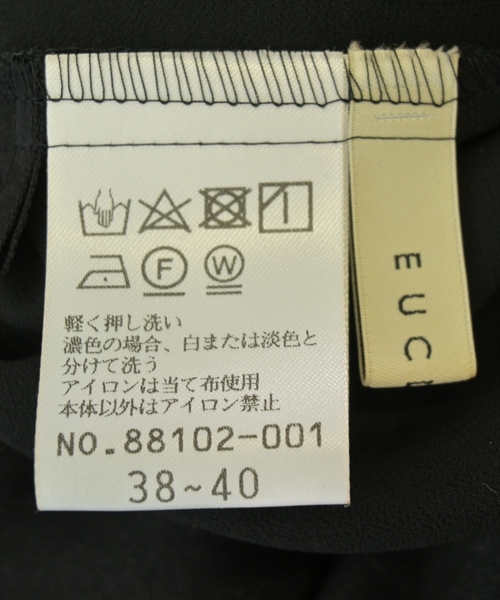 F
W
軽く押し洗い
濃色の場合、白または淡色と
分けて洗う
アイロンは当て布使用
本体以外はアイロン禁止
NO.88102-001
38~40
EUC